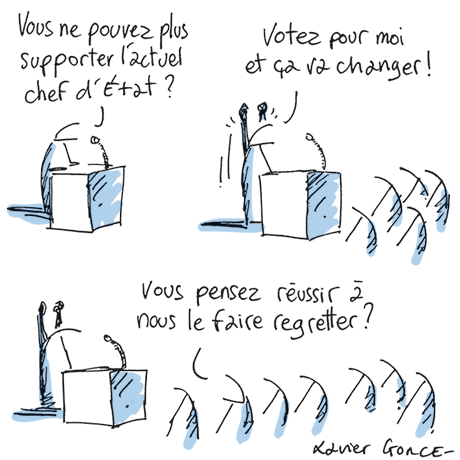 Vous ne pouvez plus
supporter l'actuel
chef d'État ?
Votez pour moi
et ça va changer !
Vous pensez réussir à
nous le faire regretter ?
Xavier GORCE